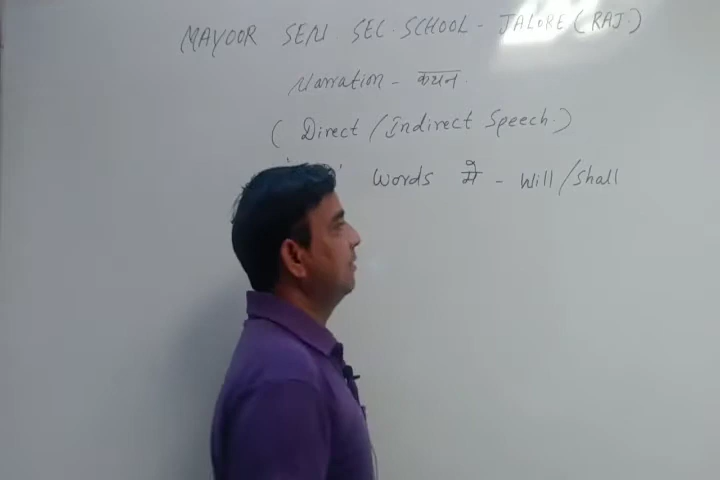 MAYOOR SEN SEC. SCHOOL - JALORE (RAJ.)
Narration - कथन.
( Direct / Indirect Speech. )
words में - will / shall